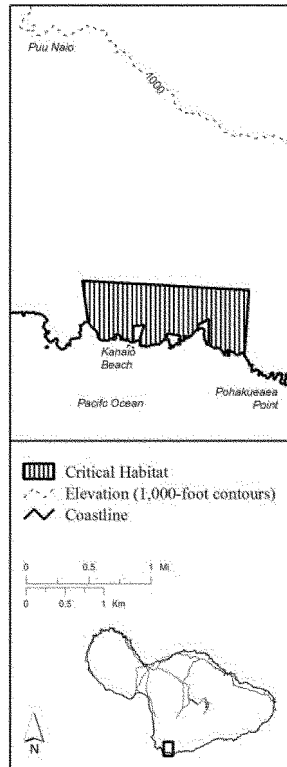 Puu Naio
1000
Kanaio
Beach
Pacifc Ocean
Pohakueaea
Point
Critical Habitat
Elevation (1,000-foot contours)
Coastline
0 0.5 1 Mi
0 0.5 1 Km
N